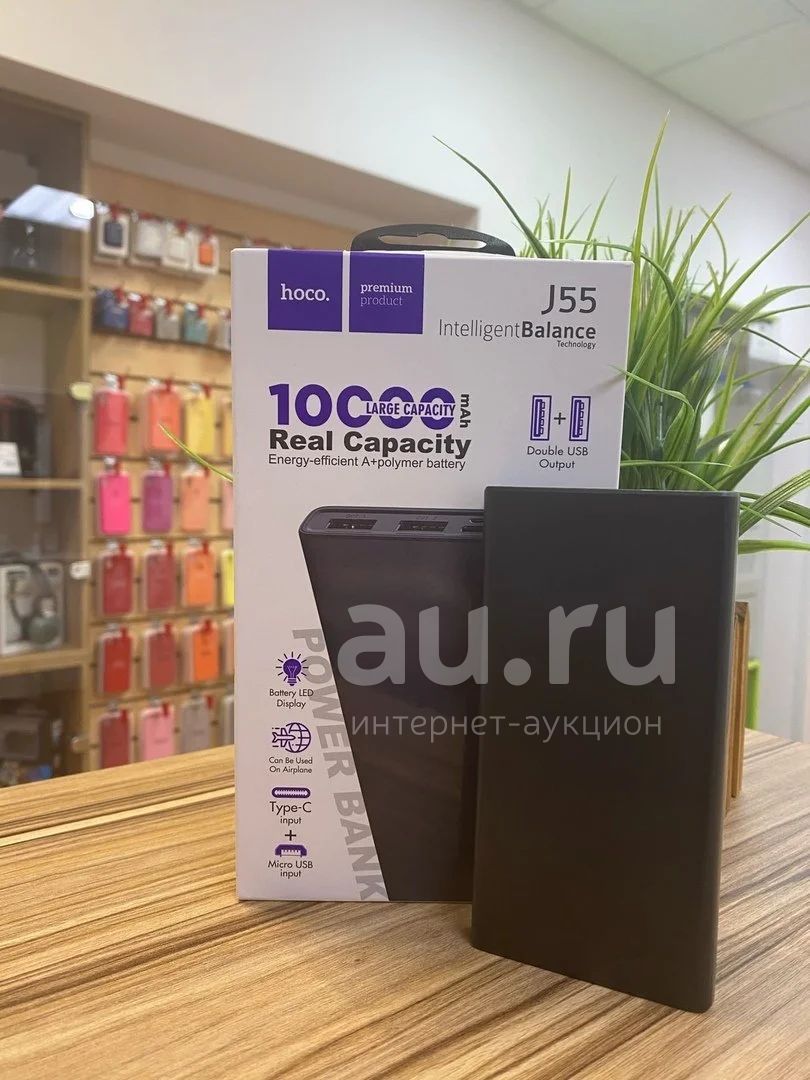 hoco.
premium
product
J55
IntelligentBalance
Technology
10000 mAh
LARGE CAPACITY
Real Capacity
Energy-efficient A+polymer battery
+
Double USB
Output
Battery LED
Display
Can Be Used
On Airplane
Type-C
input
+
Micro USB
input
POWER BANK
au.ru
интернет-аукцион